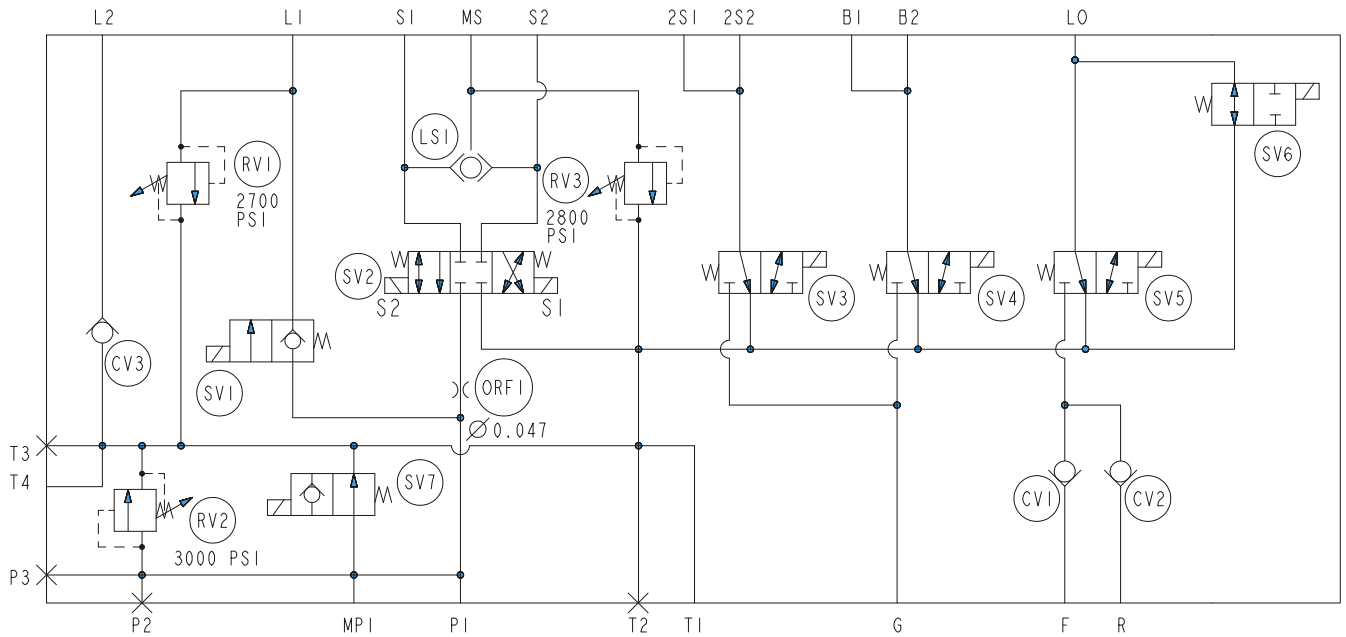 L2 L1 S1 MS S2 2S1 2S2 B1 B2 LO
LS1
RV1
2700
PSI
RV3
2800
PSI
SV6
SV2
S2
S1
SV3
SV4
SV5
CV3
SV1
ORF1
Ø 0.047
T3
T4
SV7
RV2
3000 PSI
CV1
CV2
P3
P2 MP1 P1 T2 T1 G F R